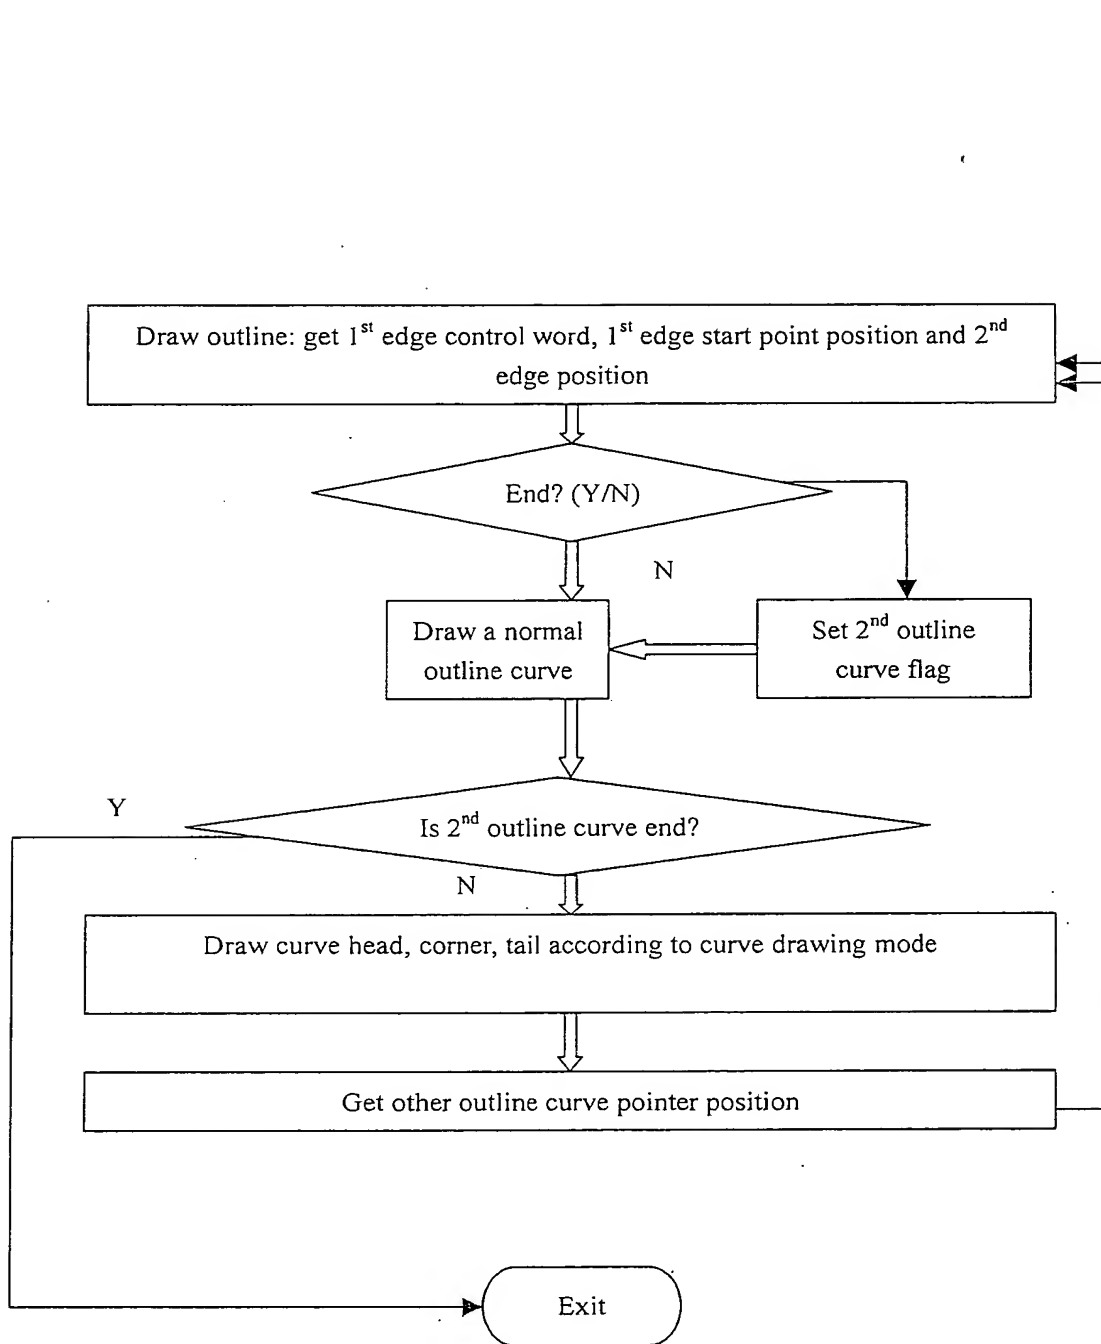 Draw outline: get 1st edge control word, 1st edge start point position and 2nd
edge position
End? (Y/N)
N
Draw a normal
outline curve
Set 2nd outline
curve flag
Y
Is 2nd outline curve end?
N
Draw curve head, corner, tail according to curve drawing mode
Get other outline curve pointer position
Exit